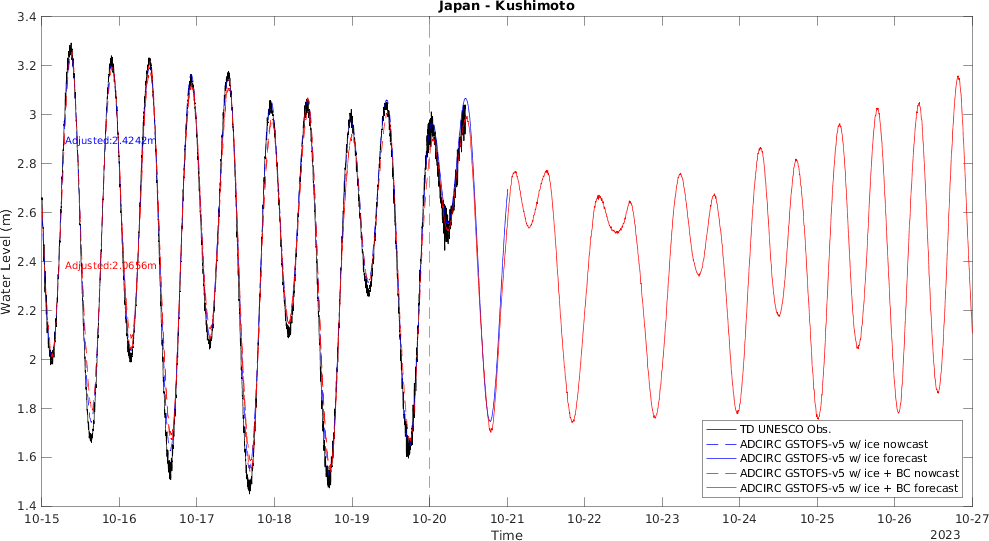 Japan - Kushimoto
Water Level (m)
3.4
3.2
3
2.8
2.6
2.4
2.2
2
1.8
1.6
1.4
Adjusted:2.4242m
Adjusted:2.0656m
TD UNESCO Obs.
ADCIRC GSTOFS-v5 w/ ice nowcast
ADCIRC GSTOFS-v5 w/ ice forecast
ADCIRC GSTOFS-v5 w/ ice + BC nowcast
ADCIRC GSTOFS-v5 w/ ice + BC forecast
10-15 10-16 10-17 10-18 10-19 10-20 10-21 10-22 10-23 10-24 10-25 10-26 10-27
Time
2023